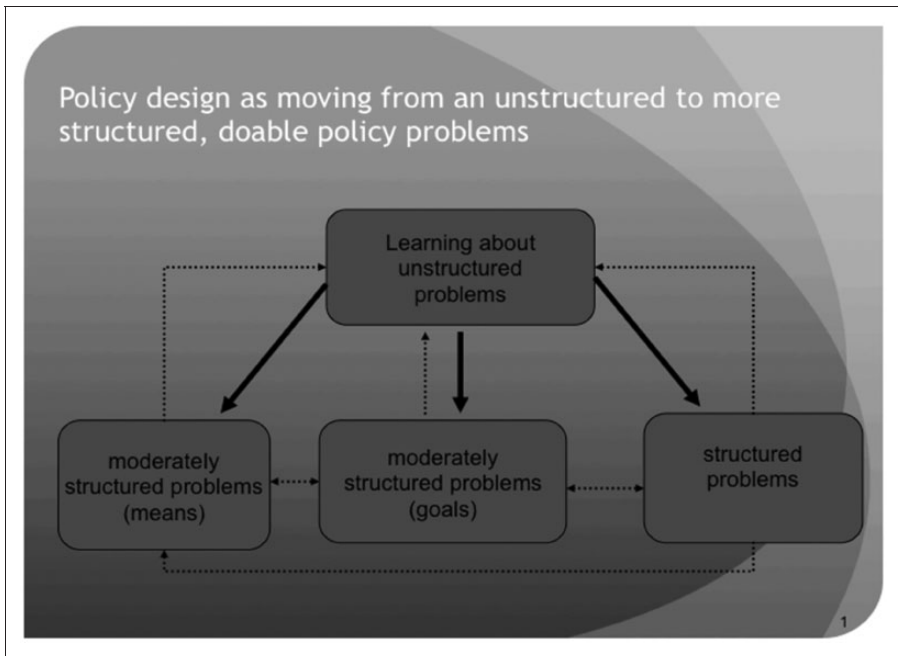 Policy design as moving from an unstructured to more
structured, doable policy problems
Learning about
unstructured
problems
moderately
structured problems
(means)
moderately
structured problems
(goals)
structured
problems
1